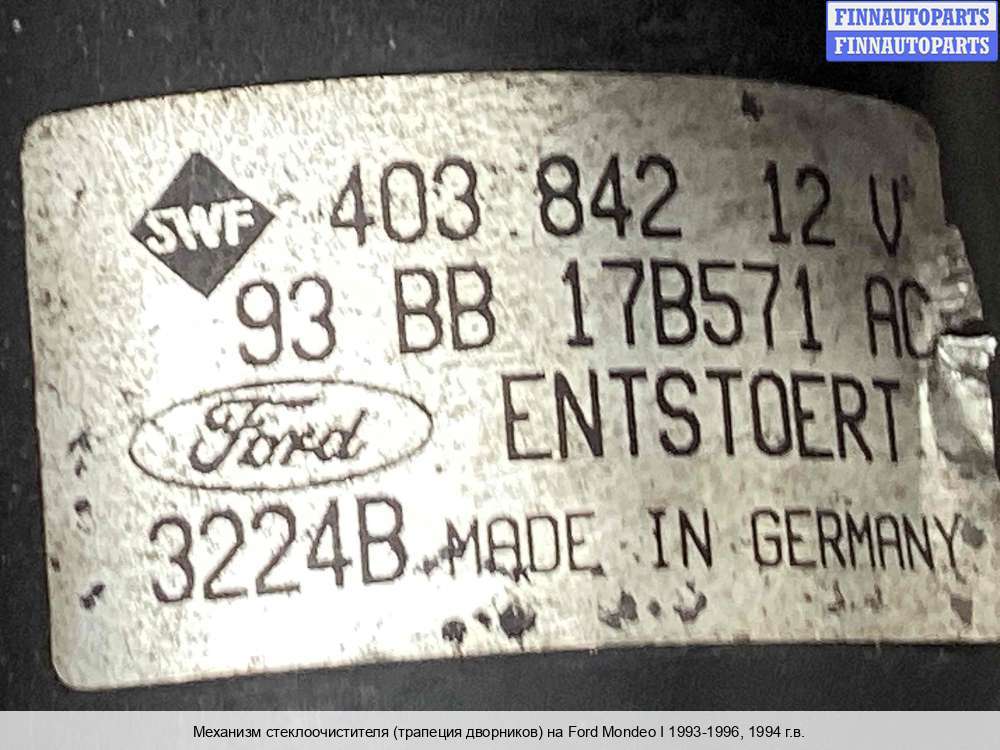 FINNAUTOPARTS
FINNAUTOPARTS
SWF 403 842 12 V
93 BB 17B571 AC
Ford ENTSTOERT
3224B MADE IN GERMANY
Механизм стеклоочистителя (трапеция дворников) на Ford Mondeo I 1993-1996, 1994 г.в.